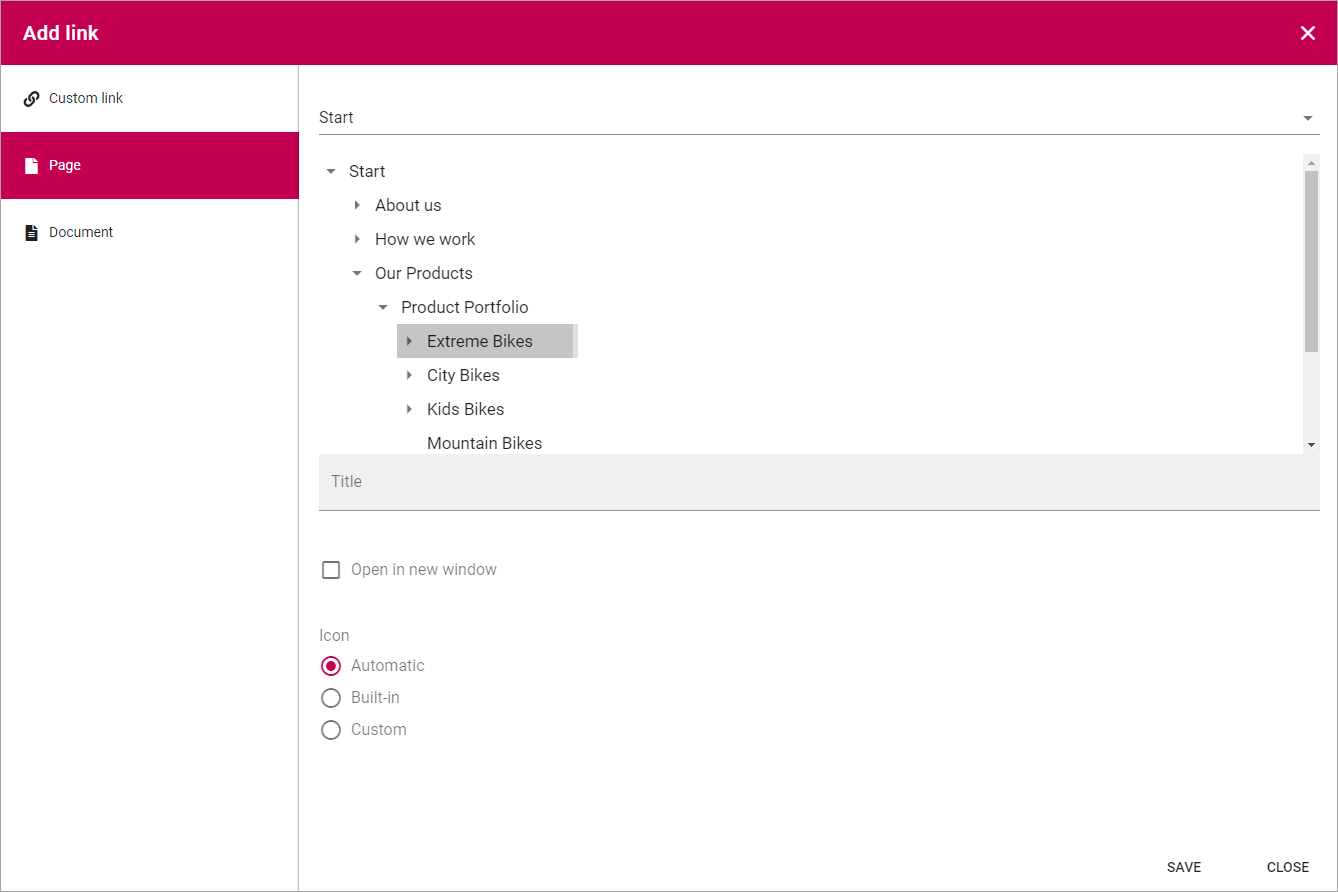 Add link
Custom link
Page
Document
Start
Start
About us
How we work
Our Products
Product Portfolio
Extreme Bikes
City Bikes
Kids Bikes
Mountain Bikes
Title
Open in new window
Icon
Automatic
Built-in
Custom
SAVE CLOSE